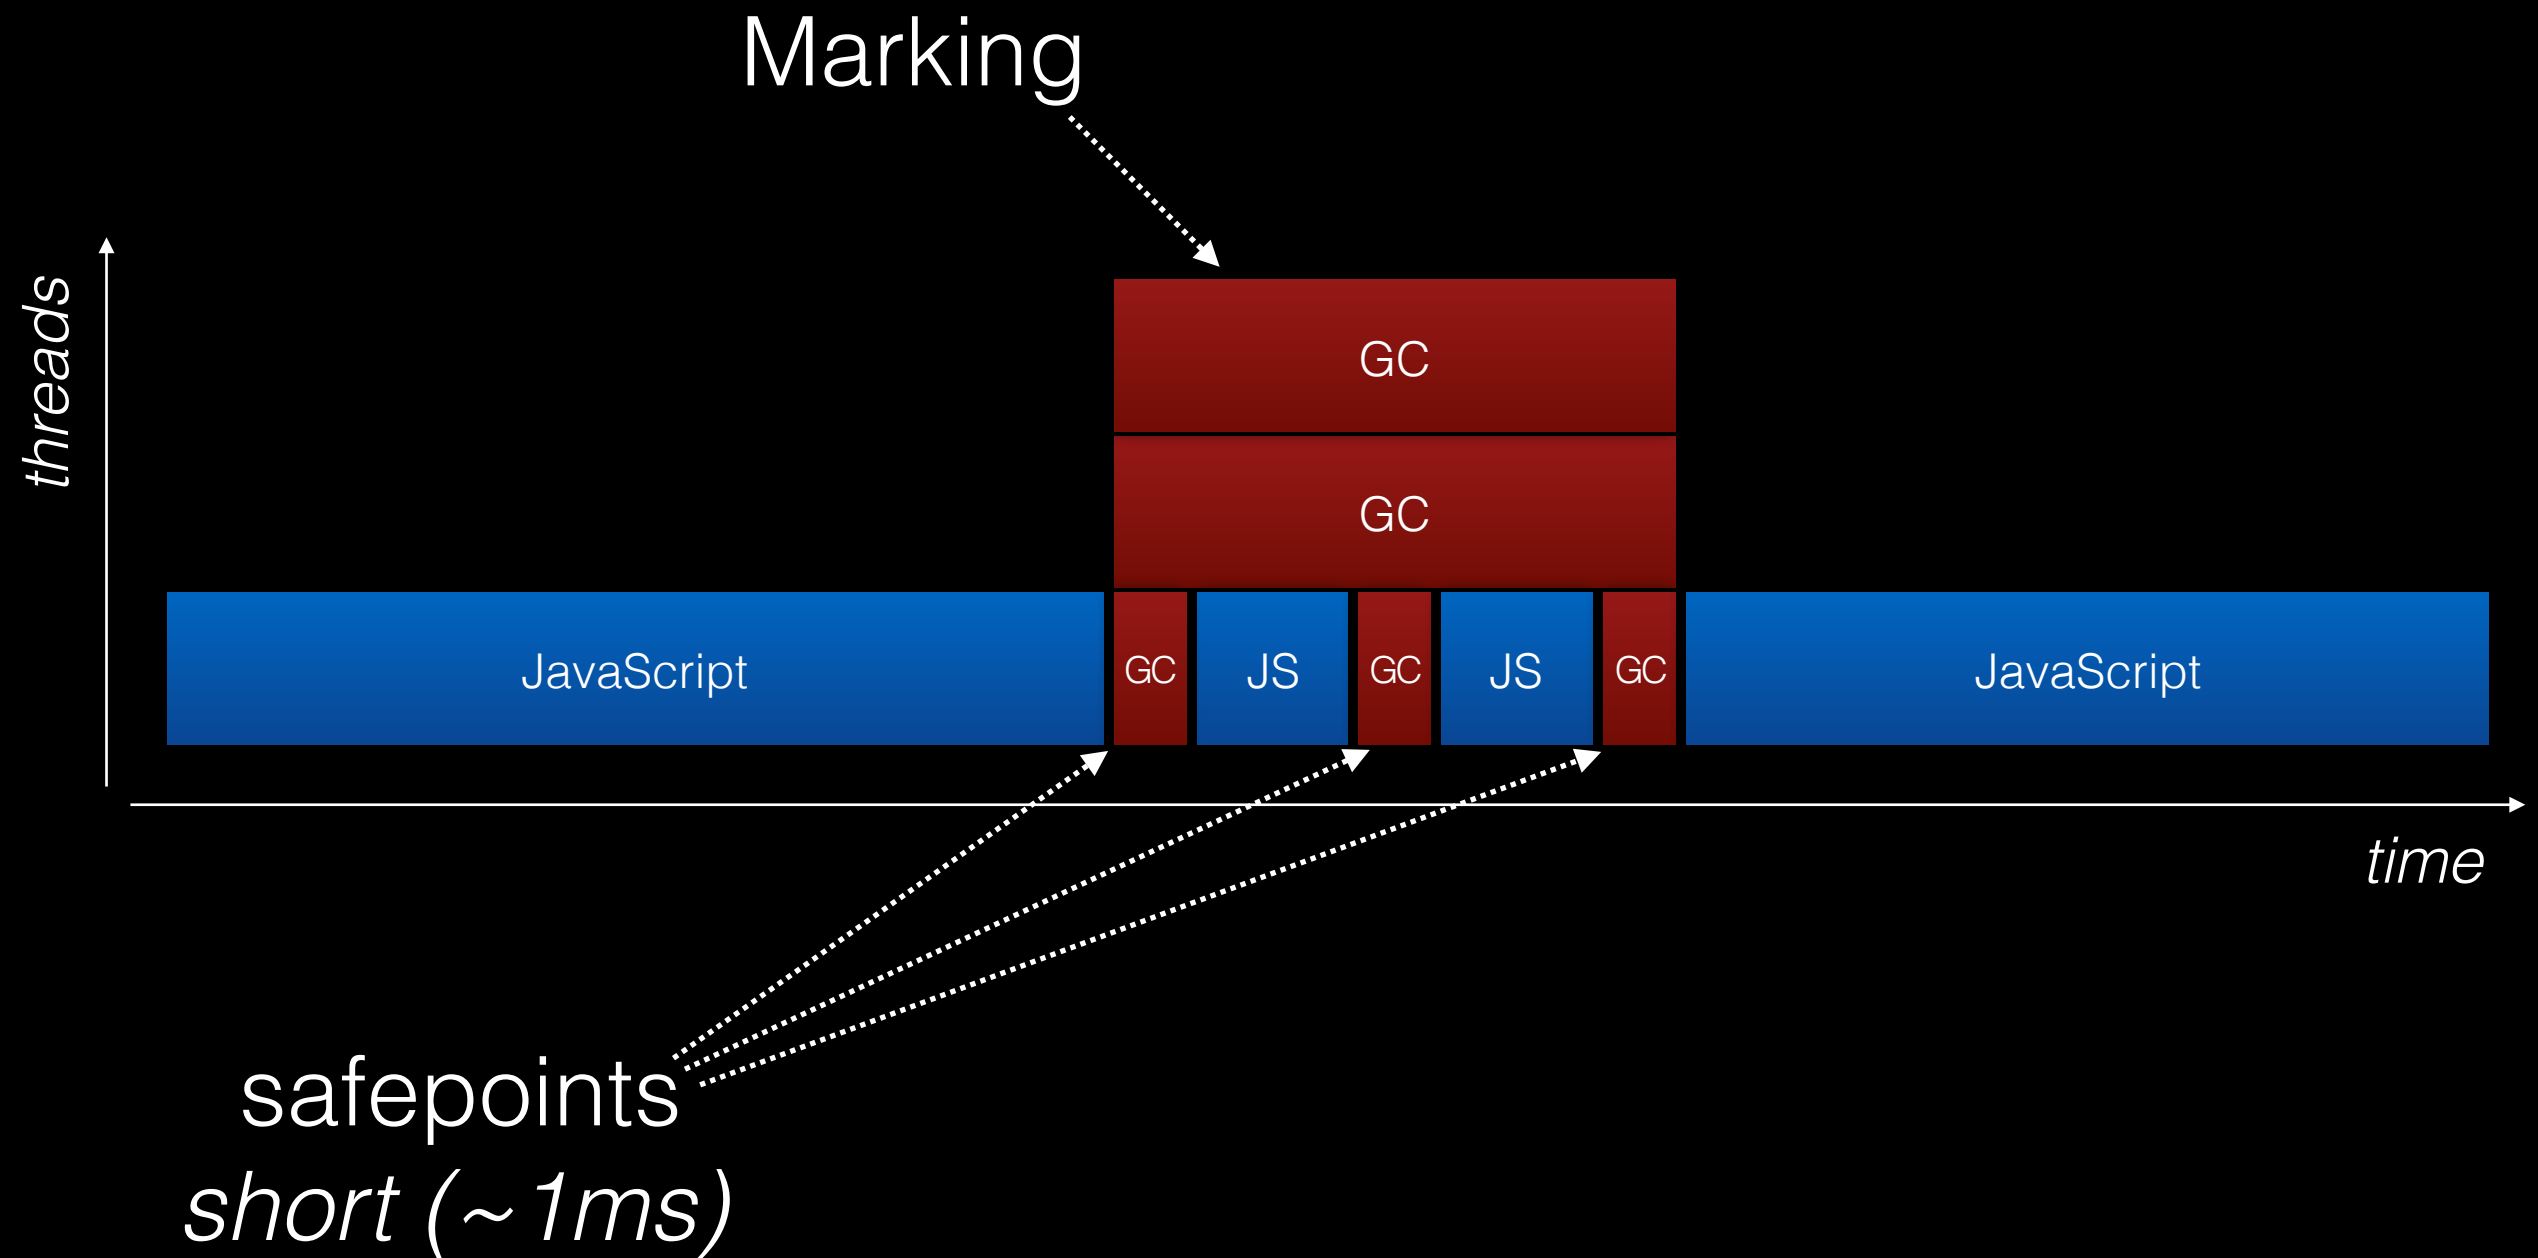 Marking
threads
GC
GC
JavaScript
GC
JS
GC
JS
GC
JavaScript
time
safepoints
short (~1ms)